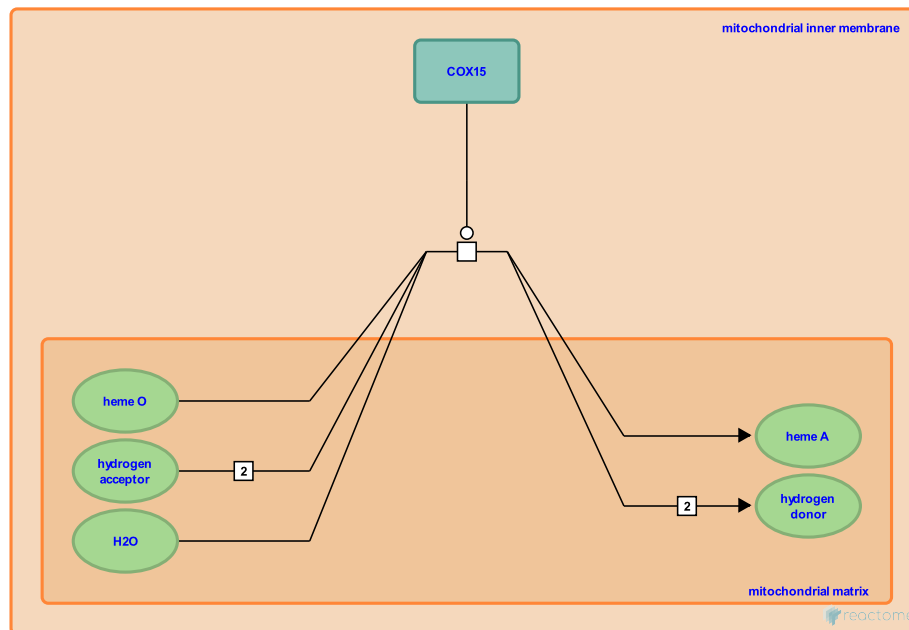 mitochondrial inner membrane
COX15
heme O
hydrogen
acceptor
2
H2O
heme A
2
hydrogen
donor
mitochondrial matrix
reactome